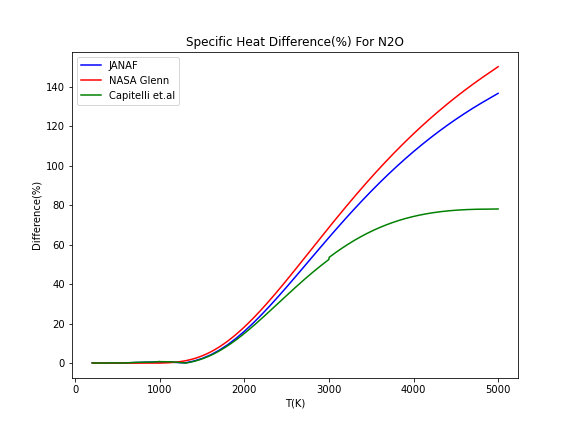 Specific Heat Difference(%) For N2O
JANAF
NASA Glenn
Capitelli et.al
Difference(%)
140
120
100
80
60
40
20
0
0 1000 2000 3000 4000 5000
T(K)